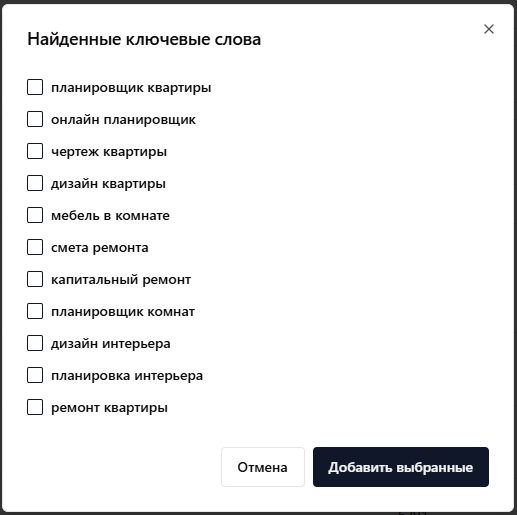 Найденные ключевые слова
планировщик квартиры
онлайн планировщик
чертеж квартиры
дизайн квартиры
мебель в комнате
смета ремонта
капитальный ремонт
планировщик комнат
дизайн интерьера
планировка интерьера
ремонт квартиры
Отмена
Добавить выбранные